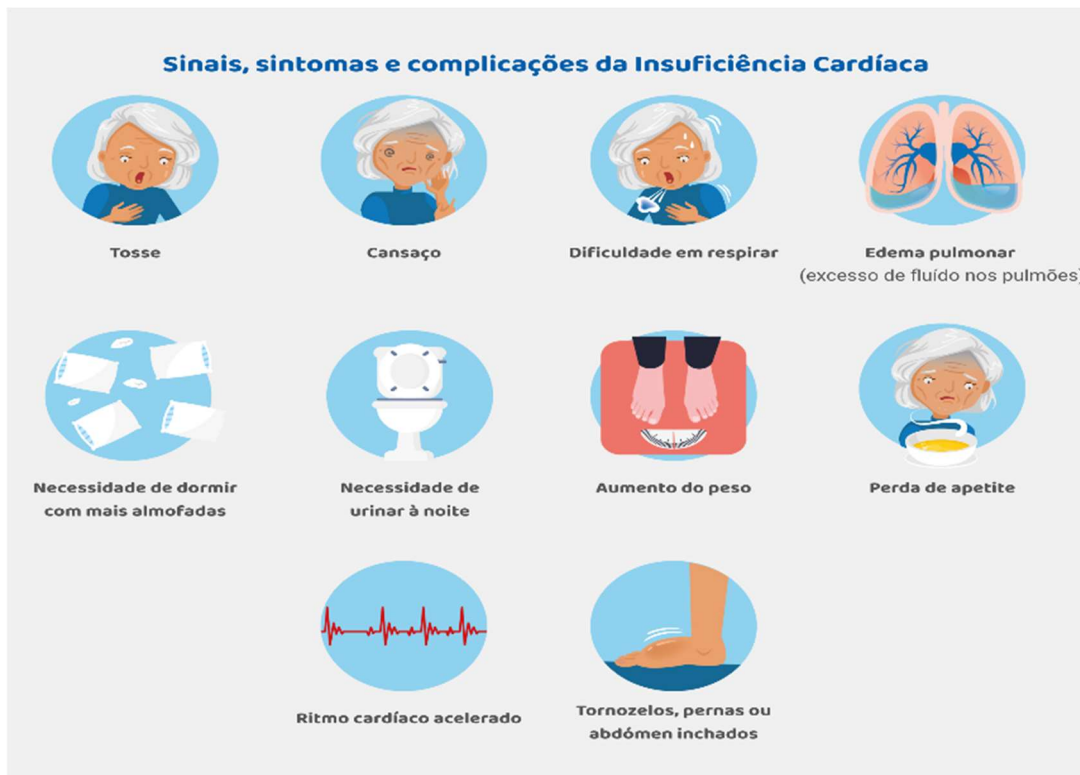 Sinais, sintomas e complicações da Insuficiência Cardíaca
Tosse
Cansaço
Dificuldade em respirar
Edema pulmonar
(excesso de fluído nos pulmões)
Necessidade de dormir
com mais almofadas
Necessidade de
urinar à noite
Aumento do peso
Perda de apetite
Ritmo cardíaco acelerado
Tornozelos, pernas ou
abdómen inchados